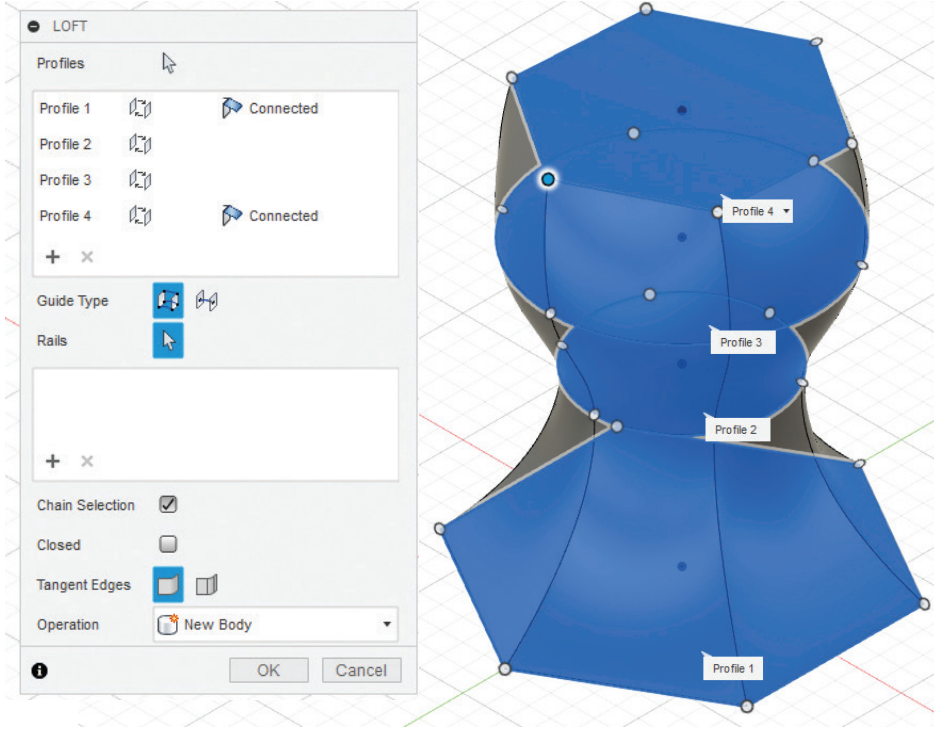 LOFT
Profiles
Profile 1 Connected
Profile 2
Profile 3
Profile 4 Connected
Guide Type
Rails
Chain Selection
Closed
Tangent Edges
Operation New Body
OK Cancel
Profile 4
Profile 3
Profile 2
Profile 1